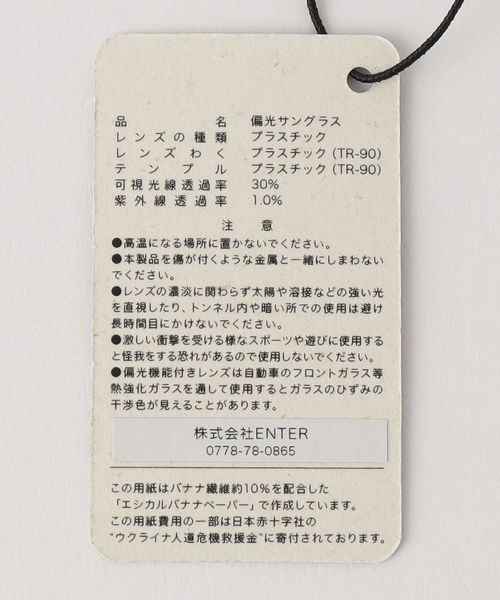 品名 偏光サングラス
レンズの種類 プラスチック
レンズわく プラスチック (TR-90)
テンプル プラスチック (TR-90)
可視光線透過率 30%
紫外線透過率 1.0%
注意
●高温になる場所に置かないでください。
●本製品を傷が付くような金属と一緒にしまわない
でください。
●レンズの濃淡に関わらず太陽や溶接などの強い光
を直視したり、トンネル内や暗い所での使用は避け
長時間目にかけないでください。
●激しい衝撃を受ける様なスポーツや遊びに使用する
と怪我をする恐れがあるので使用しないでください。
●偏光機能付きレンズは自動車のフロントガラス等
熱強化ガラスを通して使用するとガラスのひずみの
干渉色が見えることがあります。
株式会社ENTER
0778-78-0865
この用紙はバナナ繊維約10%を配合した
「エシカルバナナペーパー」で作成しています。
この用紙費用の一部は日本赤十字社の
“ウクライナ人道危機救援金”に寄付されております。